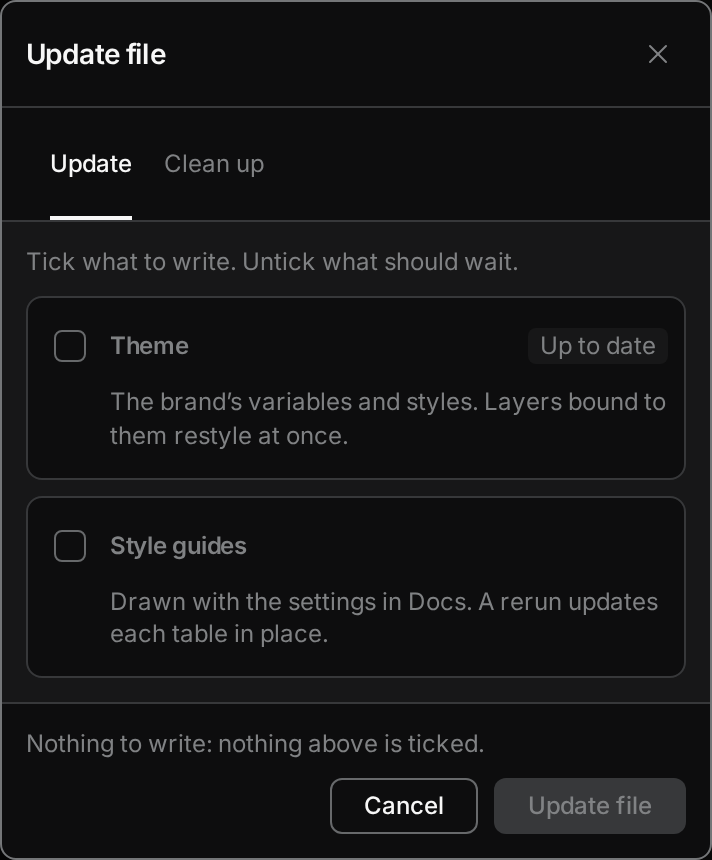 Update file
Update
Clean up
Tick what to write. Untick what should wait.
Theme
Up to date
The brand’s variables and styles. Layers bound to
them restyle at once.
Style guides
Drawn with the settings in Docs. A rerun updates
each table in place.
Nothing to write: nothing above is ticked.
Cancel
Update file